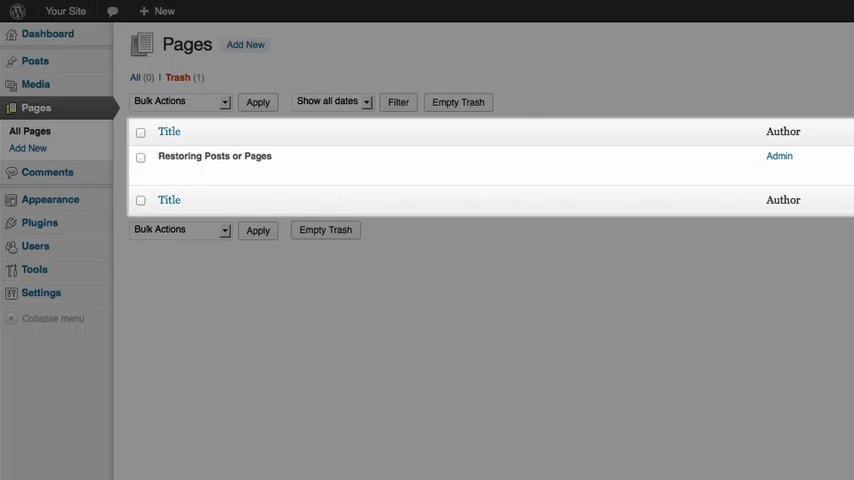 Your Site
New
Dashboard
Posts
Media
Pages
All Pages
Add New
Comments
Appearance
Plugins
Users
Tools
Settings
Collapse menu
Pages Add New
All (0) | Trash (1)
Bulk Actions Apply Show all dates Filter Empty Trash
Title Author
Restoring Posts or Pages Admin
Title Author
Bulk Actions Apply Empty Trash